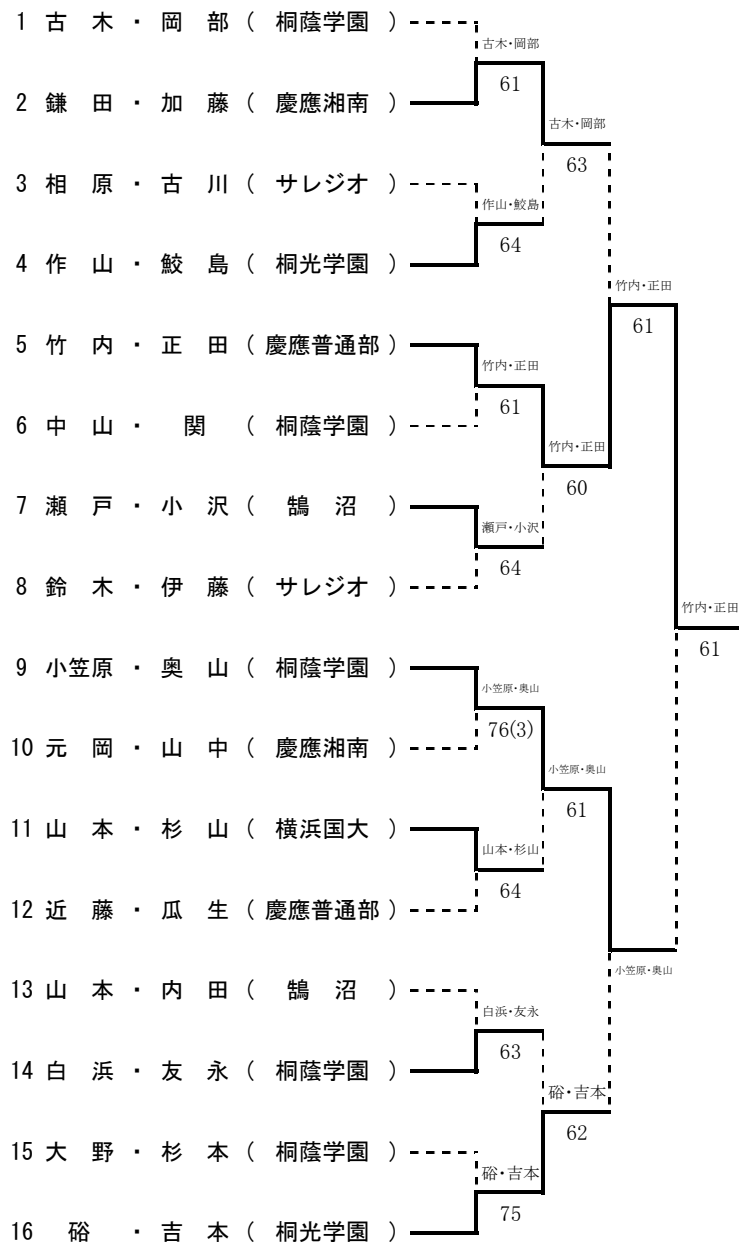 1 古 木 ・ 岡 部 ( 桐蔭学園 )
古木・岡部
61
2 鎌 田 ・ 加 藤 ( 慶應湘南 )
古木・岡部
63
3 相 原 ・ 古 川 ( サレジオ )
作山・鮫島
64
4 作 山 ・ 鮫 島 ( 桐光学園 )
竹内・正田
61
5 竹 内 ・ 正 田 ( 慶應普通部 )
竹内・正田
61
6 中 山 ・ 関 ( 桐蔭学園 )
竹内・正田
60
7 瀬 戸 ・ 小 沢 ( 鵠 沼 )
瀬戸・小沢
64
8 鈴 木 ・ 伊 藤 ( サレジオ )
竹内・正田
61
9 小笠原 ・ 奥 山 ( 桐蔭学園 )
小笠原・奥山
76(3)
10 元 岡 ・ 山 中 ( 慶應湘南 )
小笠原・奥山
61
11 山 本 ・ 杉 山 ( 横浜国大 )
山本・杉山
64
12 近 藤 ・ 瓜 生 ( 慶應普通部 )
小笠原・奥山
13 山 本 ・ 内 田 ( 鵠 沼 )
白浜・友永
63
14 白 浜 ・ 友 永 ( 桐蔭学園 )
硲・吉本
62
15 大 野 ・ 杉 本 ( 桐蔭学園 )
硲・吉本
75
16 硲 ・ 吉 本 ( 桐光学園 )